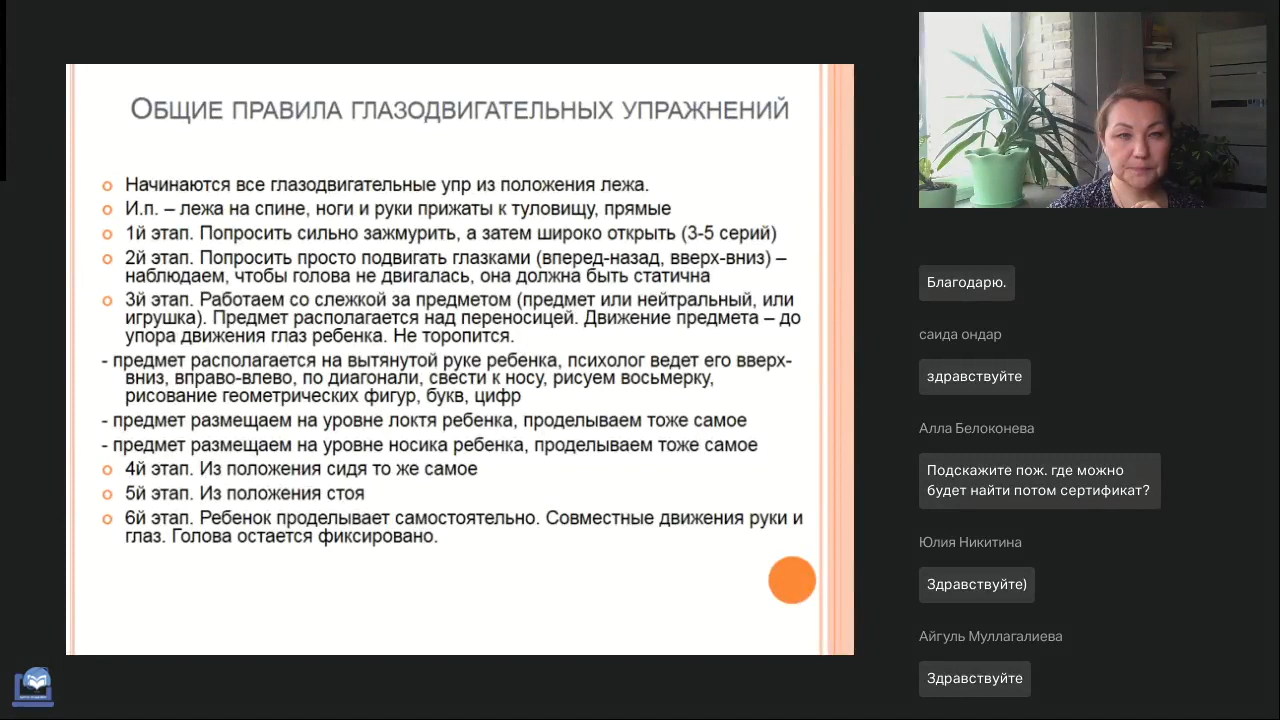 Общие правила глазодвигательных упражнений
Начинаются все глазодвигательные упр из положения лежа.
И.п. – лежа на спине, ноги и руки прижаты к туловищу, прямые
1й этап. Попросить сильно зажмурить, а затем широко открыть (3-5 серий)
2й этап. Попросить просто подвигать глазками (вперед-назад, вверх-вниз) –
наблюдаем, чтобы голова не двигалась, она должна быть статична
3й этап. Работаем со слежкой за предметом (предмет или нейтральный, или
игрушка). Предмет располагается над переносицей. Движение предмета – до
упора движения глаз ребенка. Не торопится.
- предмет располагается на вытянутой руке ребенка, психолог ведет его вверх-
вниз, вправо-влево, по диагонали, свести к носу, рисуем восьмерку,
рисование геометрических фигур, букв, цифр
- предмет размещаем на уровне локтя ребенка, проделываем тоже самое
- предмет размещаем на уровне носика ребенка, проделываем тоже самое
4й этап. Из положения сидя то же самое
5й этап. Из положения стоя
6й этап. Ребенок проделывает самостоятельно. Совместные движения руки и
глаз. Голова остается фиксировано.
Благодарю.
саида ондар
здравствуйте
Алла Белоконева
Подскажите пож. где можно
будет найти потом сертификат?
Юлия Никитина
Здравствуйте)
Айгуль Муллагалиева
Здравствуйте